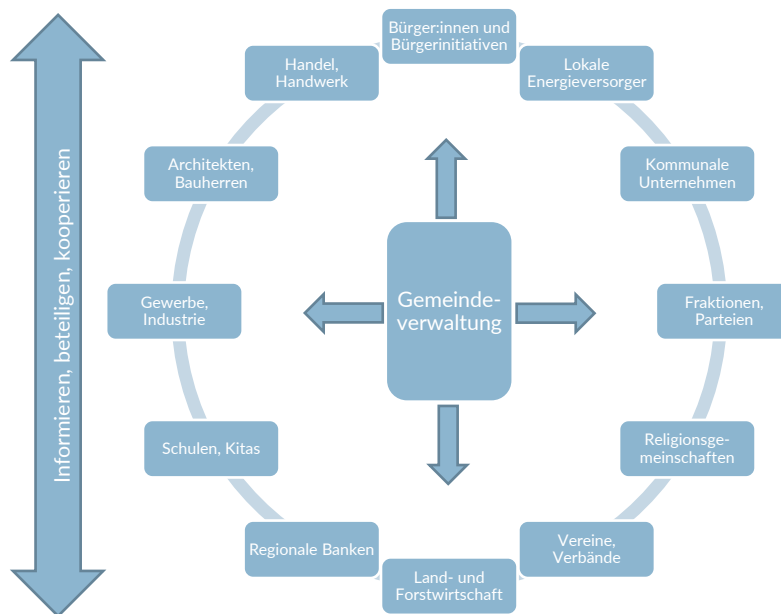 Informieren, beteiligen, kooperieren
Bürger:innen und
Bürgerinitiativen
Lokale
Energieversorger
Kommunale
Unternehmen
Fraktionen,
Parteien
Religionsge-
meinschaften
Vereine,
Verbände
Land- und
Forstwirtschaft
Regionale Banken
Schulen, Kitas
Gewerbe,
Industrie
Architekten,
Bauherren
Handel,
Handwerk
Gemeinde-
verwaltung